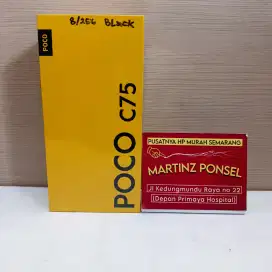 8/256 BLACK
POCO
POCO C75
PUSATNYA HP MURAH SEMARANG
MARTINZ PONSEL
Jl Kedungmundu Raya no 22
(Depan Primaya Hospital)